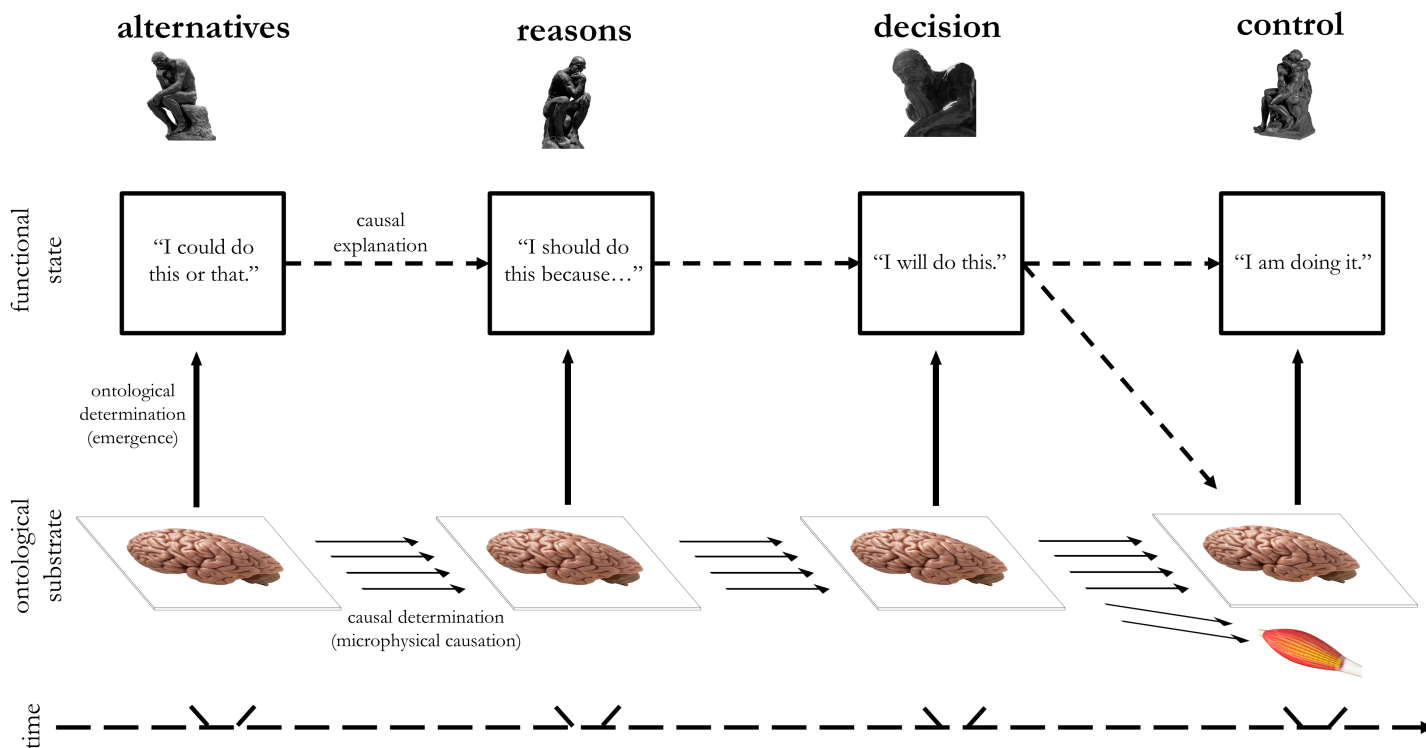 alternatives
reasons
decision
control
functional
state
“I could do
this or that.”
causal
explanation
“I should do
this because…”
“I will do this.”
“I am doing it.”
ontological
determination
(emergence)
ontological
substrate
causal determination
(microphysical causation)
time